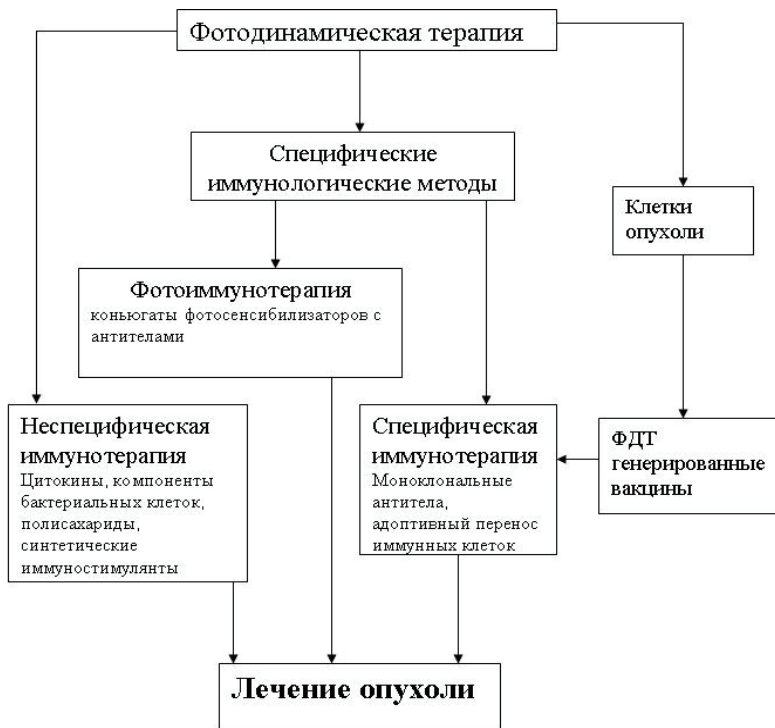 Фотодинамическая терапия
Специфические
иммунологические методы
Клетки
опухоли
Фотоиммунотерапия
коньюгаты фотосенсибилизаторов с
антителами
Неспецифическая
иммунотерапия
Цитокины, компоненты
бактериальных клеток,
полисахариды,
синтетические
иммуностимулянты
Специфическая
иммунотерапия
Моноклональные
антитела,
адоптивный перенос
иммунных клеток
ФДТ
генерированные
вакцины
Лечение опухоли